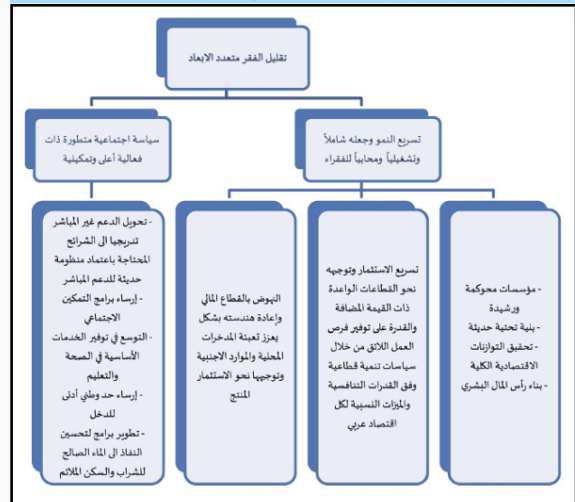 تقليل الفقر متعدد الابعاد
تسريع النمو وجعله شاملاً
وتشغيلياً ومحابياً للفقراء
سياسة اجتماعية متطورة ذات
فعالية أعلى وتمكينية
- مؤسسات محوكمة
ورشيدة
- بنية تحتية حديثة
- تحقيق التوازنات
الاقتصادية الكلية
- بناء رأس المال البشري
تسريع الاستثمار وتوجيهه
نحو القطاعات الواعدة
ذات القيمة المضافة
والقدرة على توفير فرص
العمل اللائق من خلال
سياسات تنمية قطاعية
وفق القدرات التنافسية
والميزات النسبية لكل
اقتصاد عربي
النهوض بالقطاع المالي
وإعادة هندسته بشكل
يعزز تعبئة المدخرات
المحلية والموارد الاجنبية
وتوجيهها نحو الاستثمار
المنتج
- تحويل الدعم غير المباشر
تدريجيا الى الشرائح
المحتاجة باعتماد منظومة
حديثة للدعم المباشر
- إرساء برامج التمكين
الاجتماعي
- التوسع في توفير الخدمات
الأساسية في الصحة
والتعليم
- إرساء حد وطني أدنى
للدخل
- تطوير برامج لتحسين
النفاذ الى الماء الصالح
للشراب والسكن الملائم